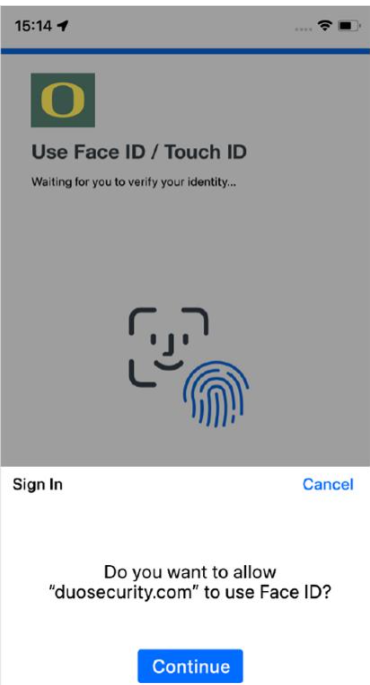 15:14
O
Use Face ID / Touch ID
Waiting for you to verify your identity...
Sign In
Cancel
Do you want to allow
“duosecurity.com” to use Face ID?
Continue